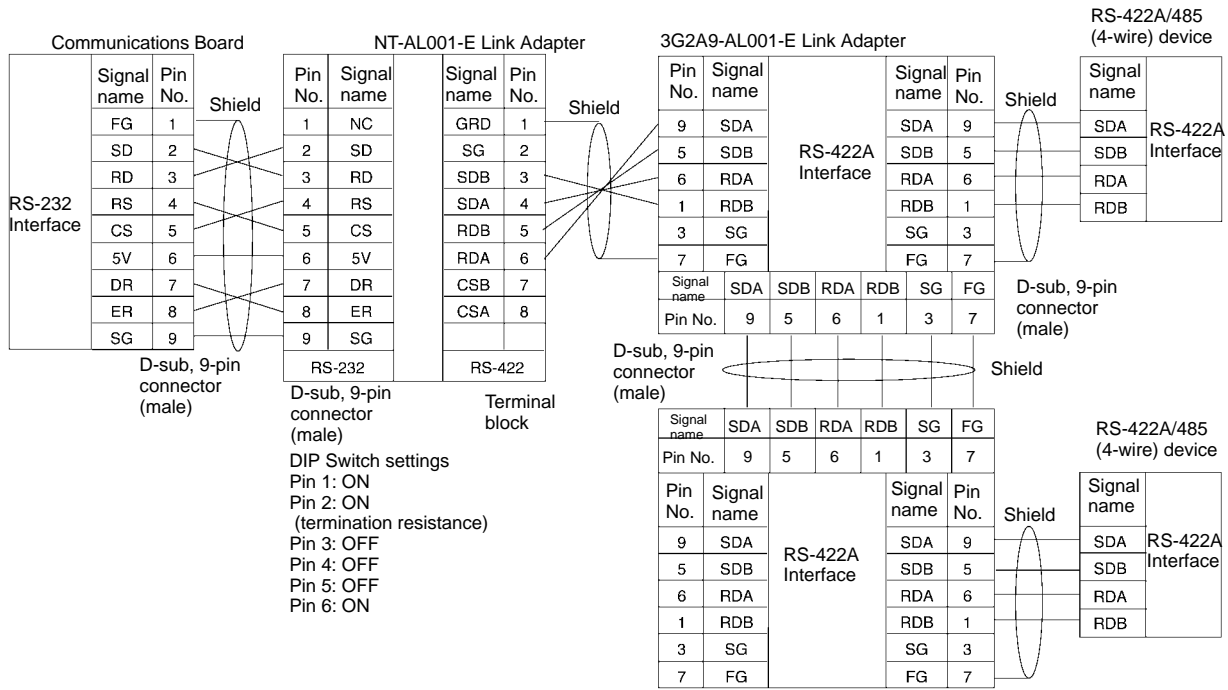 RS-422A/485
(4-wire) device
Communications Board
NT-AL001-E Link Adapter
3G2A9-AL001-E Link Adapter
RS-232
Interface
Signal name Pin No.
FG 1
SD 2
RD 3
RS 4
CS 5
5V 6
DR 7
ER 8
SG 9
Shield
D-sub, 9-pin
connector
(male)
Pin No. Signal name
1 NC
2 SD
3 RD
4 RS
5 CS
6 5V
7 DR
8 ER
9 SG
RS-232
D-sub, 9-pin
connector
(male)
DIP Switch settings
Pin 1: ON
Pin 2: ON
(termination resistance)
Pin 3: OFF
Pin 4: OFF
Pin 5: OFF
Pin 6: ON
Signal name Pin No.
GRD 1
SG 2
SDB 3
SDA 4
RDB 5
RDA 6
CSB 7
CSA 8
RS-422
Terminal
block
Shield
Pin No. Signal name
9 SDA
5 SDB
6 RDA
1 RDB
3 SG
7 FG
RS-422A
Interface
Signal name Pin No.
SDA 9
SDB 5
RDA 6
RDB 1
SG 3
FG 7
Signal name SDA SDB RDA RDB SG FG
Pin No. 9 5 6 1 3 7
Shield
D-sub, 9-pin
connector
(male)
Signal name
SDA
SDB
RDA
RDB
RS-422A
Interface
D-sub, 9-pin
connector
(male)
Shield
Signal name SDA SDB RDA RDB SG FG
Pin No. 9 5 6 1 3 7
Pin No. Signal name
9 SDA
5 SDB
6 RDA
1 RDB
3 SG
7 FG
RS-422A
Interface
Signal name Pin No.
SDA 9
SDB 5
RDA 6
RDB 1
SG 3
FG 7
Shield
RS-422A/485
(4-wire) device
Signal name
SDA
SDB
RDA
RDB
RS-422A
Interface